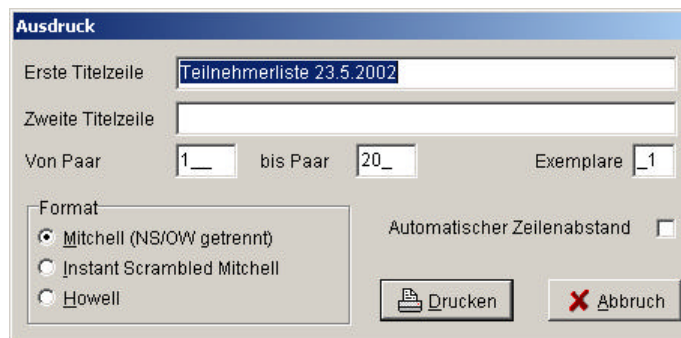 Ausdruck
Erste Titelzeile Teilnehmerliste 23.5.2002
Zweite Titelzeile
Von Paar 1__ bis Paar 20_ Exemplare _1
Format
Mitchell (NS/OW getrennt) Automatischer Zeilenabstand
Instant Scrambled Mitchell
Howell Drucken Abbruch